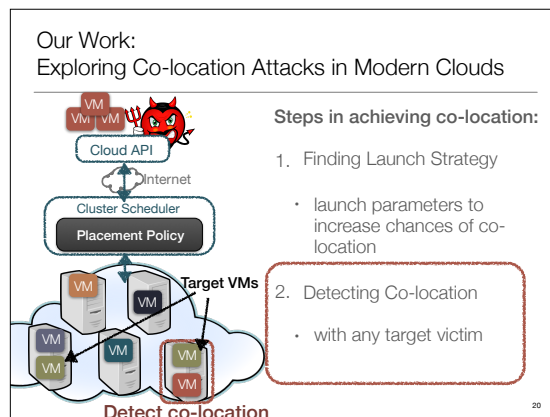 Our Work:
Exploring Co-location Attacks in Modern Clouds
VM
VM
VM
Cloud API
Internet
Cluster Scheduler
Placement Policy
Target VMs
VM
VM
VM
VM
VM
VM
VM
Detect co-location
Steps in achieving co-location:
1. Finding Launch Strategy
• launch parameters to
increase chances of co-
location
2. Detecting Co-location
• with any target victim
20